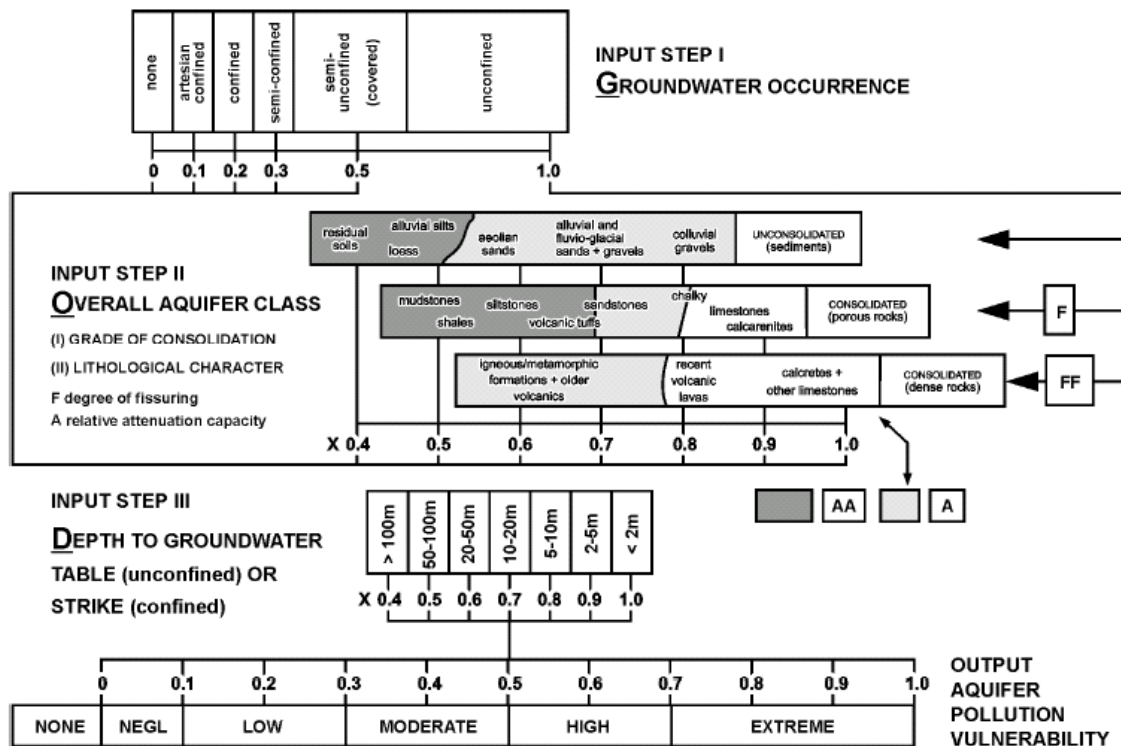 none
artesian
confined
confined
semi-confined
semi-
unconfined
(covered)
unconfined
INPUT STEP I
GROUNDWATER OCCURRENCE
0 0.1 0.2 0.3 0.5 1.0
INPUT STEP II
OVERALL AQUIFER CLASS
(I) GRADE OF CONSOLIDATION
(II) LITHOLOGICAL CHARACTER
F degree of fissuring
A relative attenuation capacity
residual
soils
alluvial silts
loess
aeolian
sands
alluvial and
fluvio-glacial
sands + gravels
colluvial
gravels
UNCONSOLIDATED
(sediments)
mudstones
shales
siltstones
volcanic tuffs
sandstones
chalky
limestones
calcarenites
CONSOLIDATED
(porous rocks)
F
igneous/metamorphic
formations + older
volcanics
recent
volcanic
lavas
calcretes +
other limestones
CONSOLIDATED
(dense rocks)
FF
X 0.4 0.5 0.6 0.7 0.8 0.9 1.0
AA
A
INPUT STEP III
DEPTH TO GROUNDWATER
TABLE (unconfined) OR
STRIKE (confined)
> 100m
50-100m
20-50m
10-20m
5-10m
2-5m
< 2m
X 0.4 0.5 0.6 0.7 0.8 0.9 1.0
0 0.1 0.2 0.3 0.4 0.5 0.6 0.7 0.8 0.9 1.0
NONE NEGL LOW MODERATE HIGH EXTREME
OUTPUT
AQUIFER
POLLUTION
VULNERABILITY